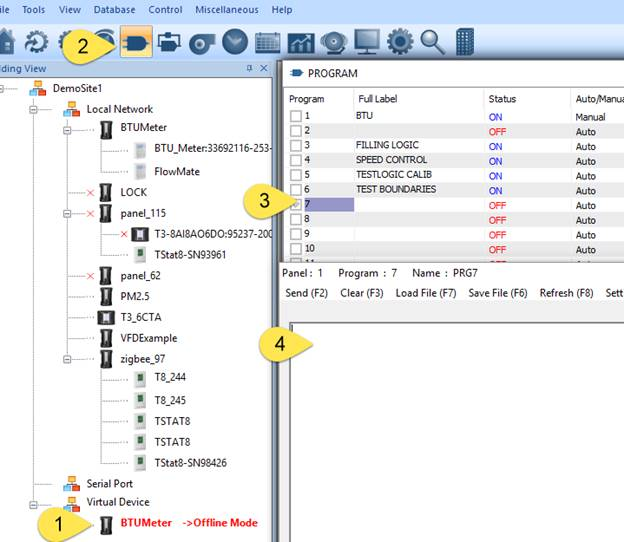 ile Tools View Database Control Miscellaneous Help
2
lding View
DemoSite1
Local Network
BTUMeter
BTU_Meter:33692116-253-
FlowMate
LOCK
panel_115
T3-8AI8AO6DO:95237-200
TStat8-SN93961
panel_62
PM2.5
T3_6CTA
VFDExample
zigbee_97
T8_244
T8_245
TSTAT8
TSTAT8
TStat8-SN98426
Serial Port
Virtual Device
1
BTUMeter ->Offline Mode
PROGRAM
Program Full Label Status Auto/Manua
1 BTU ON Manual
2 OFF Auto
3 FILLING LOGIC ON Auto
4 SPEED CONTROL ON Auto
5 TESTLOGIC CALIB ON Auto
6 TEST BOUNDARIES ON Auto
3
7 OFF Auto
8 OFF Auto
9 OFF Auto
10 OFF Auto
Panel : 1 Program : 7 Name : PRG7
Send (F2) Clear (F3) Load File (F7) Save File (F6) Refresh (F8) Sett
4